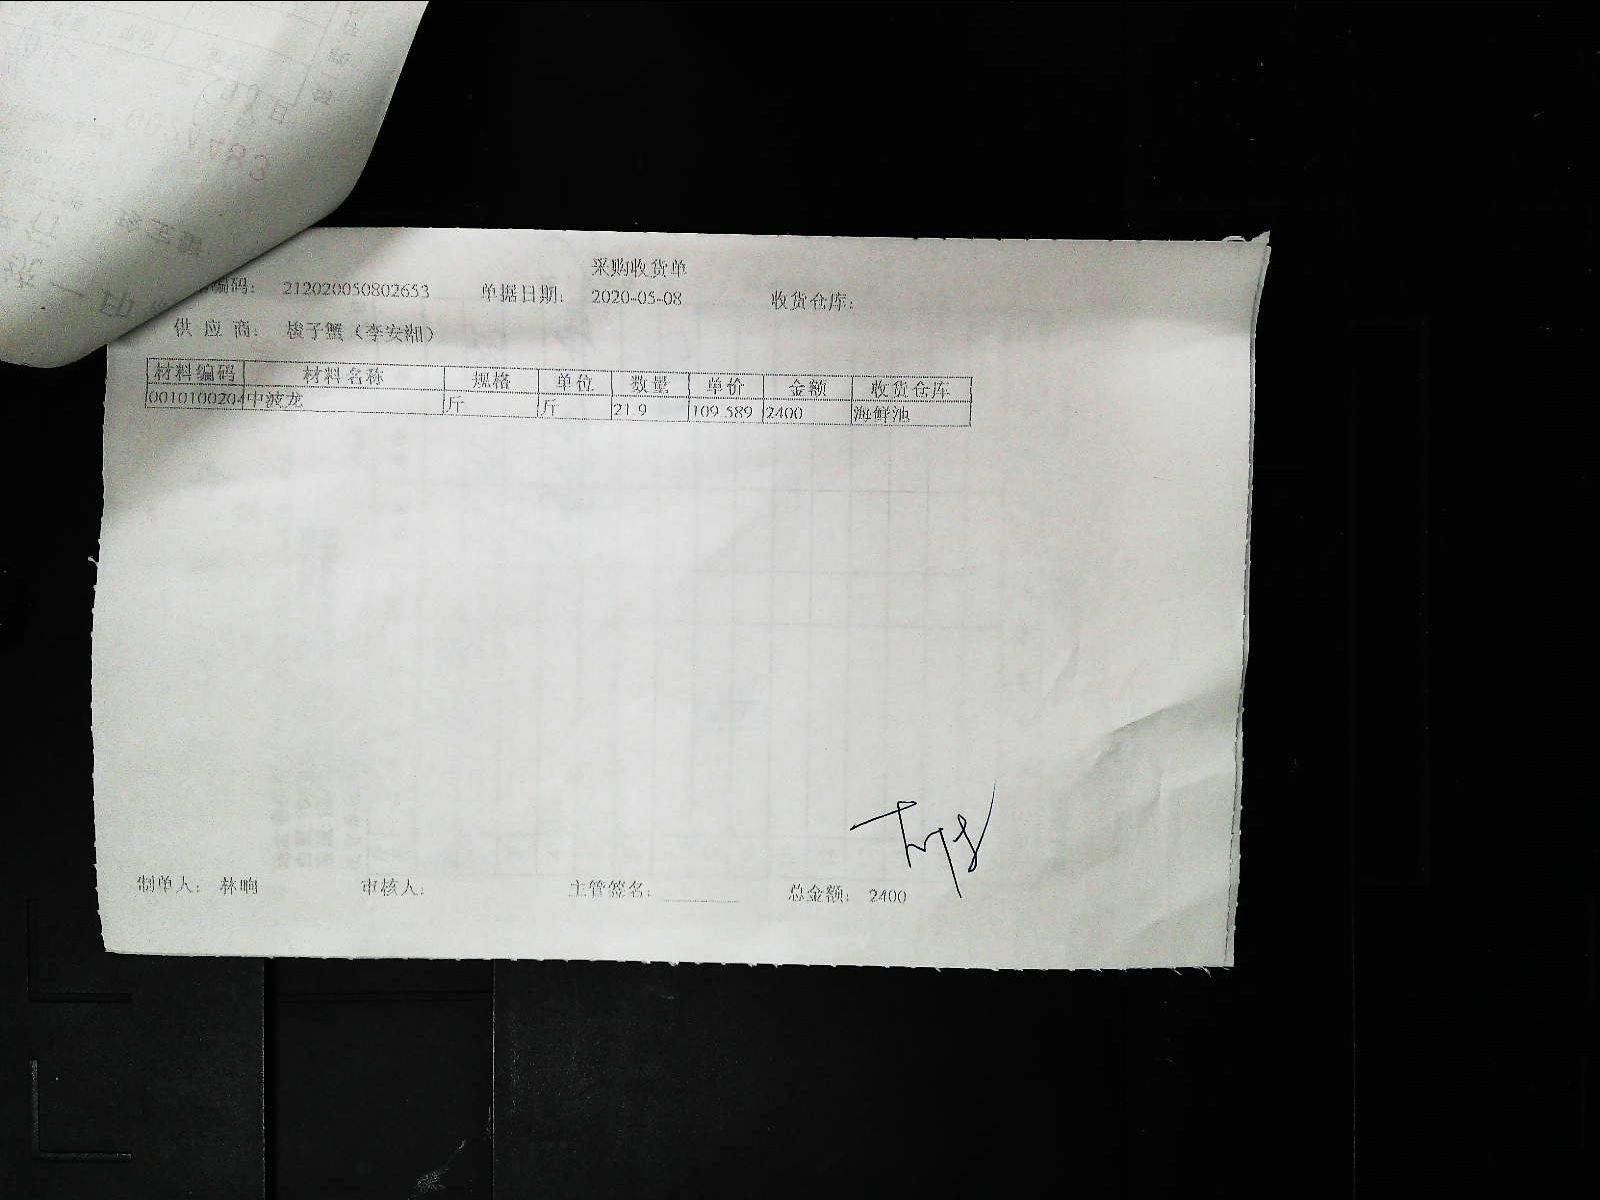 采购收货单
编码： 212020050802653 单据日期： 2020-05-08 收货仓库：
供 应 商： 梭子蟹（李安湘）
材料编码 材料名称 规格 单位 数量 单价 金额 收货仓库
0010100204 中波龙 斤 斤 21.9 109.589 2400 海鲜池
制单人： 林晌 审核人： 主管签名： 总金额： 2400